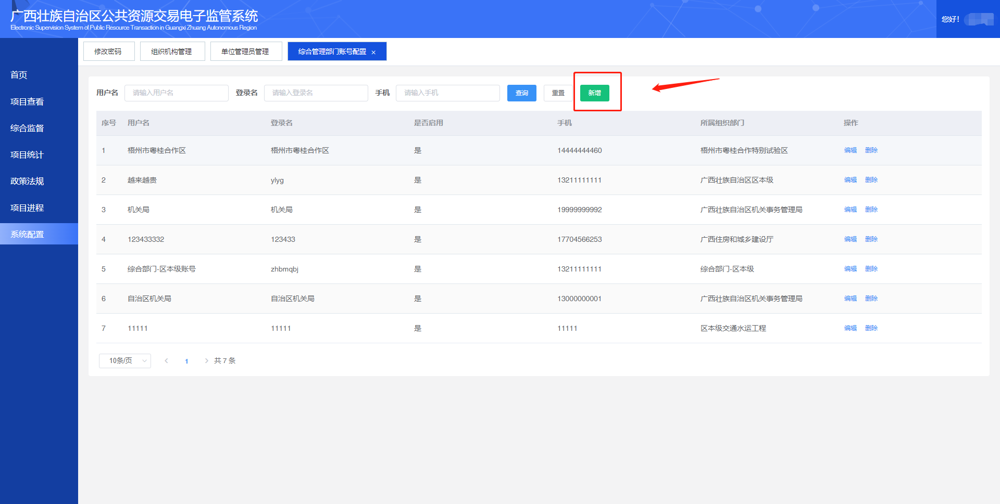 广西壮族自治区公共资源交易电子监管系统
Electronic Supervision System of Public Resource Transaction in Guangxi Zhuang Autonomous Region
您好!
修改密码 组织机构管理 单位管理员管理 综合管理部门账号配置 ×
首页
项目查看
综合监督
项目统计
政策法规
项目进程
系统配置
用户名 请输入用户名 登录名 请输入登录名 手机 请输入手机 查询 重置 新增
序号 用户名 登录名 是否启用 手机 所属组织部门 操作
1 梧州市粤桂合作区 梧州市粤桂合作区 是 14444444460 梧州市粤桂合作特别试验区 编辑 删除
2 越来越贵 ylyg 是 13211111111 广西壮族自治区区本级 编辑 删除
3 机关局 机关局 是 19999999992 广西壮族自治区机关事务管理局 编辑 删除
4 123433332 123433 是 17704566253 广西住房和城乡建设厅 编辑 删除
5 综合部门-区本级账号 zhbmqbj 是 13211111111 综合部门-区本级 编辑 删除
6 自治区机关局 自治区机关局 是 13000000001 广西壮族自治区机关事务管理局 编辑 删除
7 11111 11111 是 11111 区本级交通水运工程 编辑 删除
10条/页 1 共 7 条